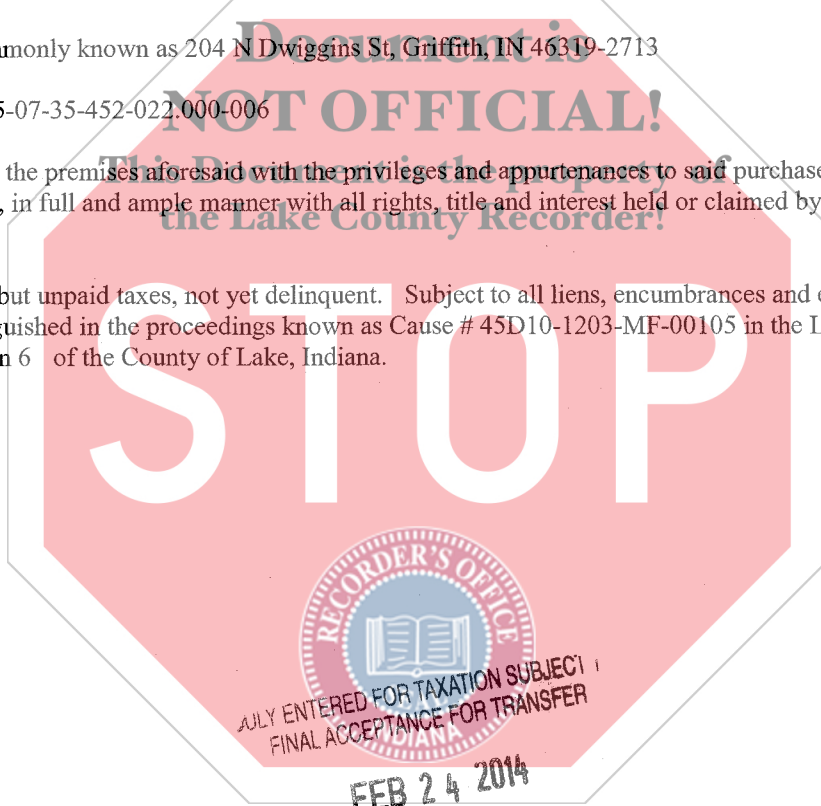 Document is
mmonly known as 204 N Dwiggins St, Griffith, IN 46319-2713
NOT OFFICIAL!
5-07-35-452-022.000-006
This Document is the property of
the premises aforesaid with the privileges and appurtenances to said purchase
the Lake County Recorder!
, in full and ample manner with all rights, title and interest held or claimed by
but unpaid taxes, not yet delinquent. Subject to all liens, encumbrances and e
guished in the proceedings known as Cause # 45D10-1203-MF-00105 in the L
n 6 of the County of Lake, Indiana.
STOP
RECORDER'S OFFICE
DULY ENTERED FOR TAXATION SUBJECT
FINAL ACCEPTANCE FOR TRANSFER
INDIANA
FEB 24 2014